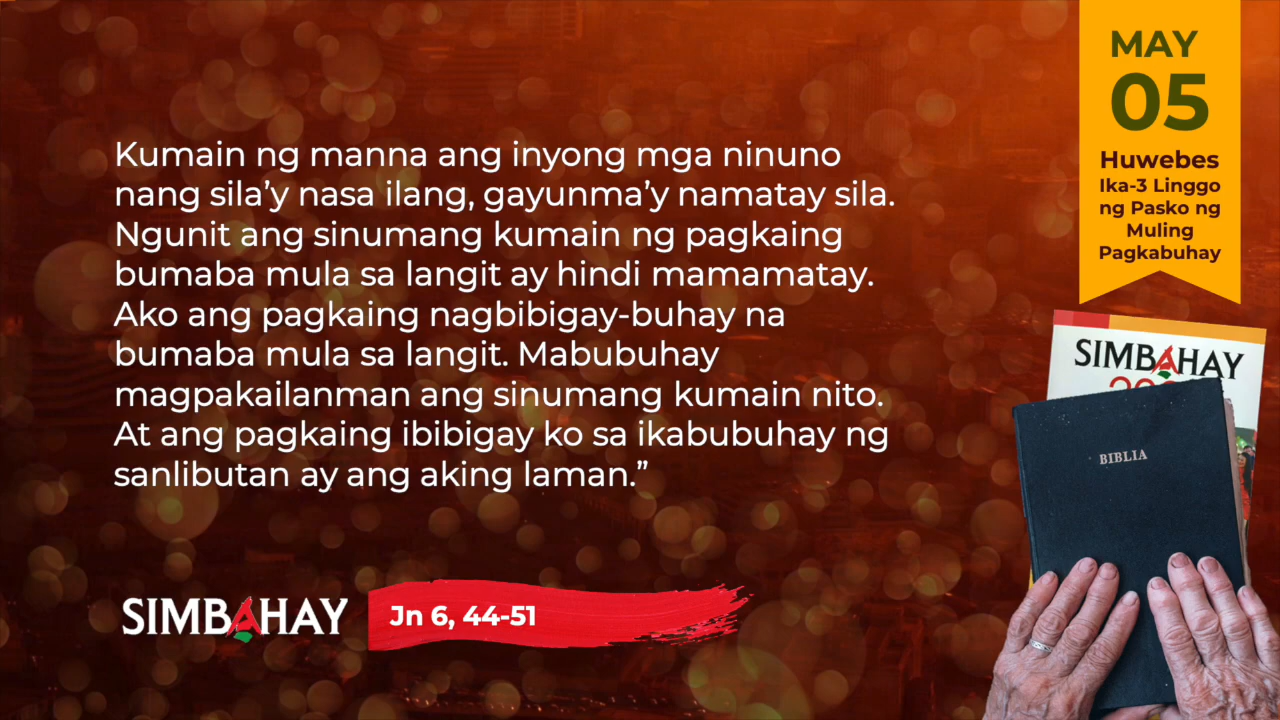 Kumain ng manna ang inyong mga ninuno
nang sila’y nasa ilang, gayunma’y namatay sila.
Ngunit ang sinumang kumain ng pagkaing
bumaba mula sa langit ay hindi mamamatay.
Ako ang pagkaing nagbibigay-buhay na
bumaba mula sa langit. Mabubuhay
magpakailanman ang sinumang kumain nito.
At ang pagkaing ibibigay ko sa ikabubuhay ng
sanlibutan ay ang aking laman.”
SIMBAHAY
Jn 6, 44-51
MAY
05
Huwebes
Ika-3 Linggo
ng Pasko ng
Muling
Pagkabuhay
SIMBAHAY
BIBLIA